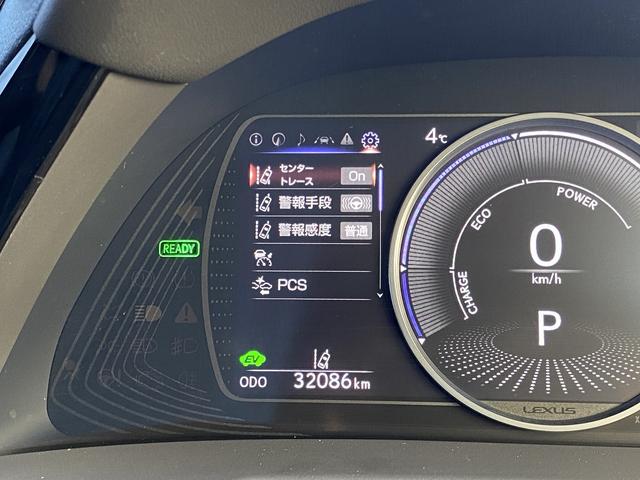 4℃
センター
トレース
On
警報手段
警報感度
普通
PCS
READY
EV
ODO 32086km
CHARGE
ECO
POWER
0
km/h
P
LEXUS